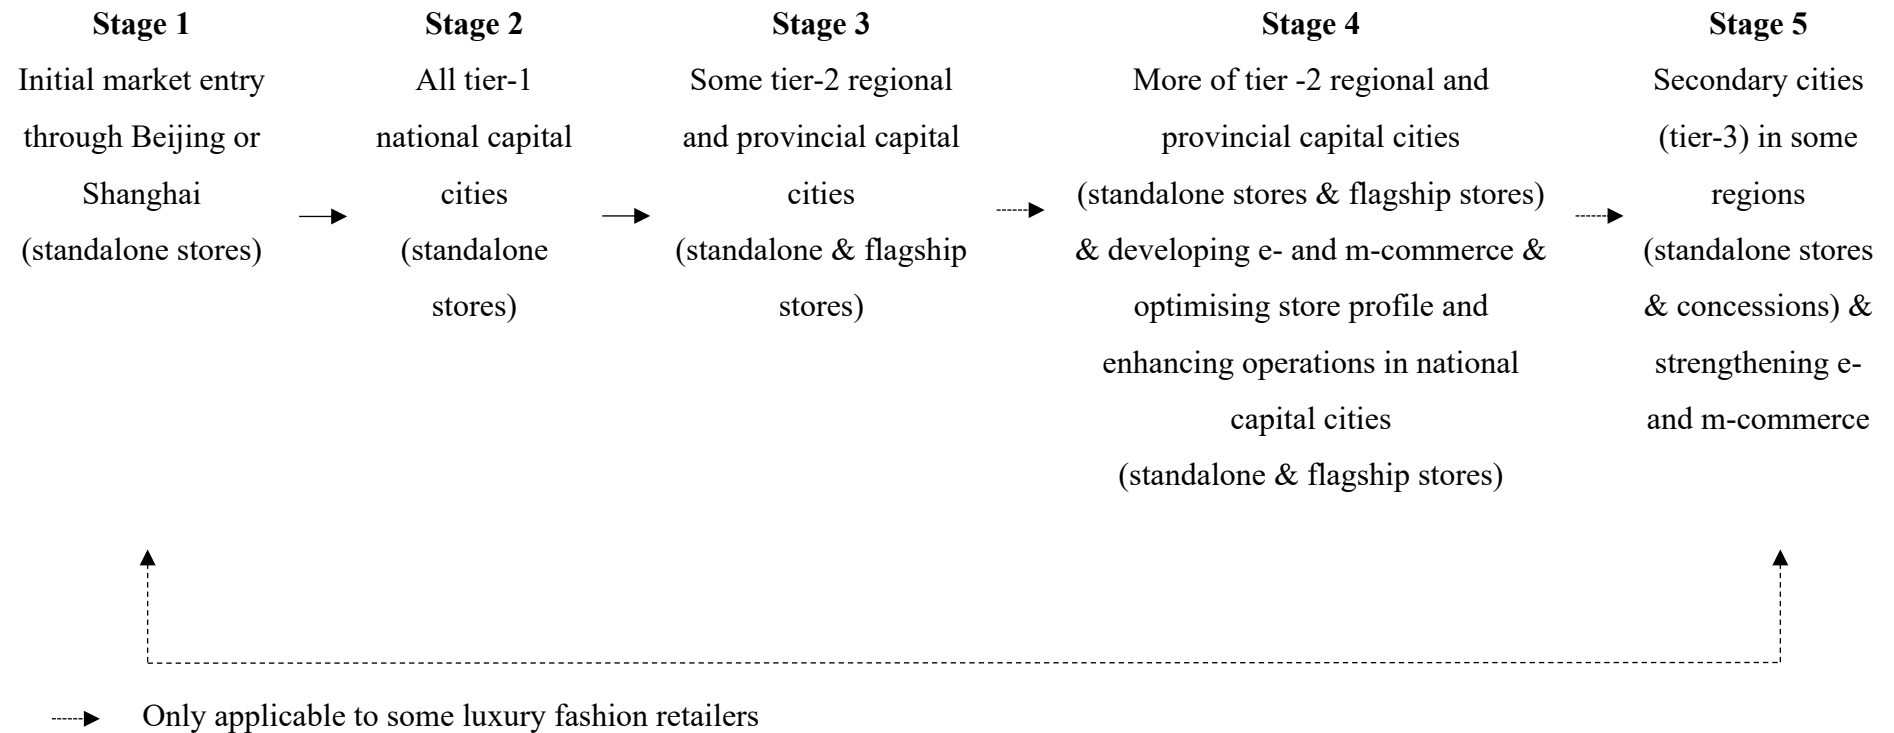 Stage 1
Initial market entry
through Beijing or
Shanghai
(standalone stores)
Stage 2
All tier-1
national capital
cities
(standalone
stores)
Stage 3
Some tier-2 regional
and provincial capital
cities
(standalone & flagship
stores)
Stage 4
More of tier -2 regional and
provincial capital cities
(standalone stores & flagship stores)
& developing e- and m-commerce &
optimising store profile and
enhancing operations in national
capital cities
(standalone & flagship stores)
Stage 5
Secondary cities
(tier-3) in some
regions
(standalone stores
& concessions) &
strengthening e-
and m-commerce
Only applicable to some luxury fashion retailers